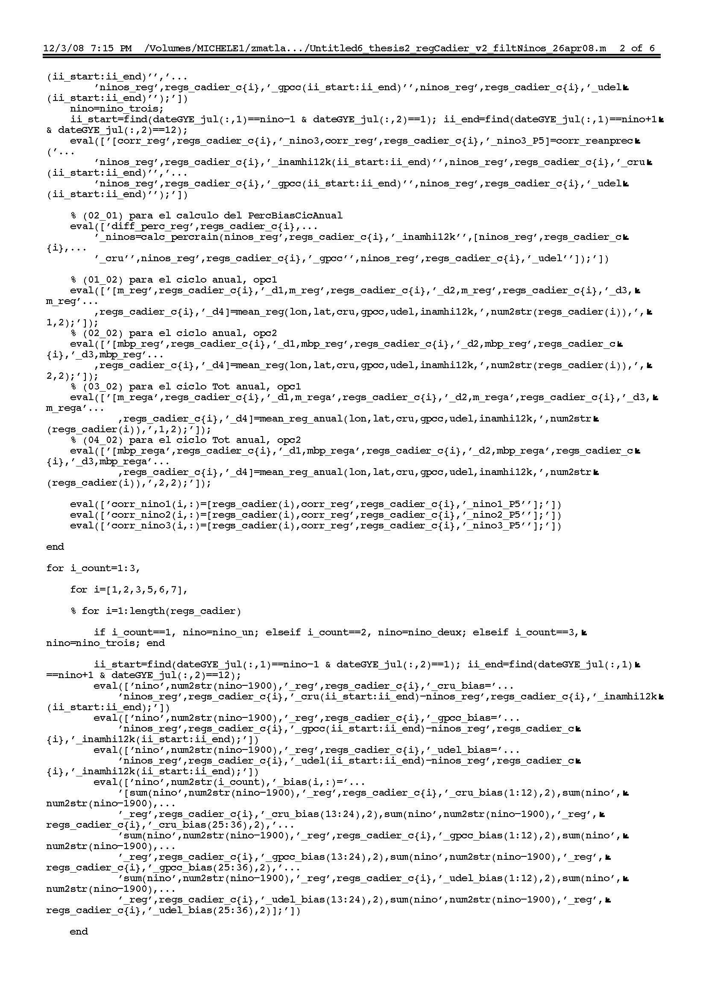 12/3/08 7:15 PM  /Volumes/MICHELE1/zmatla.../Untitled6_thesis2_regCadier_v2_filtNinos_26apr08.m  2 of 6
(ii_start:ii_end)'','...
        'ninos_reg',regs_cadier_c{i},'_gpcc(ii_start:ii_end)'',ninos_reg',regs_cadier_c{i},'_udel
(ii_start:ii_end)'');'])
    nino=nino_trois;
    ii_start=find(dateGYE_jul(:,1)==nino-1 & dateGYE_jul(:,2)==1); ii_end=find(dateGYE_jul(:,1)==nino+1
& dateGYE_jul(:,2)==12);
    eval(['[corr_reg',regs_cadier_c{i},'_nino3,corr_reg',regs_cadier_c{i},'_nino3_P5]=corr_reanprec
('...
        'ninos_reg',regs_cadier_c{i},'_inamhi12k(ii_start:ii_end)'',ninos_reg',regs_cadier_c{i},'_cru
(ii_start:ii_end)'','...
        'ninos_reg',regs_cadier_c{i},'_gpcc(ii_start:ii_end)'',ninos_reg',regs_cadier_c{i},'_udel
(ii_start:ii_end)'');'])
    % (02_01) para el calculo del PercBiasCicAnual
    eval(['diff_perc_reg',regs_cadier_c{i},...
        '_ninos=calc_percrain(ninos_reg',regs_cadier_c{i},'_inamhi12k'',[ninos_reg',regs_cadier_c
{i},...
        '_cru'',ninos_reg',regs_cadier_c{i},'_gpcc'',ninos_reg',regs_cadier_c{i},'_udel'']);'])
    % (01_02) para el ciclo anual, opc1
    eval(['[m_reg',regs_cadier_c{i},'_d1,m_reg',regs_cadier_c{i},'_d2,m_reg',regs_cadier_c{i},'_d3,
m_reg'...
        ,regs_cadier_c{i},'_d4]=mean_reg(lon,lat,cru,gpcc,udel,inamhi12k,',num2str(regs_cadier(i)),',
1,2);']);
    % (02_02) para el ciclo anual, opc2
    eval(['[mbp_reg',regs_cadier_c{i},'_d1,mbp_reg',regs_cadier_c{i},'_d2,mbp_reg',regs_cadier_c
{i},'_d3,mbp_reg'...
        ,regs_cadier_c{i},'_d4]=mean_reg(lon,lat,cru,gpcc,udel,inamhi12k,',num2str(regs_cadier(i)),',
2,2);']);
    % (03_02) para el ciclo Tot anual, opc1
    eval(['[m_rega',regs_cadier_c{i},'_d1,m_rega',regs_cadier_c{i},'_d2,m_rega',regs_cadier_c{i},'_d3,
m_rega'...
            ,regs_cadier_c{i},'_d4]=mean_reg_anual(lon,lat,cru,gpcc,udel,inamhi12k,',num2str
(regs_cadier(i)),',1,2);']);
    % (04_02) para el ciclo Tot anual, opc2
    eval(['[mbp_rega',regs_cadier_c{i},'_d1,mbp_rega',regs_cadier_c{i},'_d2,mbp_rega',regs_cadier_c
{i},'_d3,mbp_rega'...
            ,regs_cadier_c{i},'_d4]=mean_reg_anual(lon,lat,cru,gpcc,udel,inamhi12k,',num2str
(regs_cadier(i)),',2,2);']);
    eval(['corr_nino1(i,:)=[regs_cadier(i),corr_reg',regs_cadier_c{i},'_nino1_P5''];'])
    eval(['corr_nino2(i,:)=[regs_cadier(i),corr_reg',regs_cadier_c{i},'_nino2_P5''];'])
    eval(['corr_nino3(i,:)=[regs_cadier(i),corr_reg',regs_cadier_c{i},'_nino3_P5''];'])
end
for i_count=1:3,
    for i=[1,2,3,5,6,7],
    % for i=1:length(regs_cadier)
        if i_count==1, nino=nino_un; elseif i_count==2, nino=nino_deux; elseif i_count==3,
nino=nino_trois; end
        ii_start=find(dateGYE_jul(:,1)==nino-1 & dateGYE_jul(:,2)==1); ii_end=find(dateGYE_jul(:,1)
==nino+1 & dateGYE_jul(:,2)==12);
        eval(['nino',num2str(nino-1900),'_reg',regs_cadier_c{i},'_cru_bias='...
            'ninos_reg',regs_cadier_c{i},'_cru(ii_start:ii_end)-ninos_reg',regs_cadier_c{i},'_inamhi12k
(ii_start:ii_end);'])
        eval(['nino',num2str(nino-1900),'_reg',regs_cadier_c{i},'_gpcc_bias='...
            'ninos_reg',regs_cadier_c{i},'_gpcc(ii_start:ii_end)-ninos_reg',regs_cadier_c
{i},'_inamhi12k(ii_start:ii_end);'])
        eval(['nino',num2str(nino-1900),'_reg',regs_cadier_c{i},'_udel_bias='...
            'ninos_reg',regs_cadier_c{i},'_udel(ii_start:ii_end)-ninos_reg',regs_cadier_c
{i},'_inamhi12k(ii_start:ii_end);'])
        eval(['nino',num2str(i_count),'_bias(i,:)='...
            '[sum(nino',num2str(nino-1900),'_reg',regs_cadier_c{i},'_cru_bias(1:12),2),sum(nino',
num2str(nino-1900),...
            '_reg',regs_cadier_c{i},'_cru_bias(13:24),2),sum(nino',num2str(nino-1900),'_reg',
regs_cadier_c{i},'_cru_bias(25:36),2),'...
            'sum(nino',num2str(nino-1900),'_reg',regs_cadier_c{i},'_gpcc_bias(1:12),2),sum(nino',
num2str(nino-1900),...
            '_reg',regs_cadier_c{i},'_gpcc_bias(13:24),2),sum(nino',num2str(nino-1900),'_reg',
regs_cadier_c{i},'_gpcc_bias(25:36),2),'...
            'sum(nino',num2str(nino-1900),'_reg',regs_cadier_c{i},'_udel_bias(1:12),2),sum(nino',
num2str(nino-1900),...
            '_reg',regs_cadier_c{i},'_udel_bias(13:24),2),sum(nino',num2str(nino-1900),'_reg',
regs_cadier_c{i},'_udel_bias(25:36),2)];'])
    end